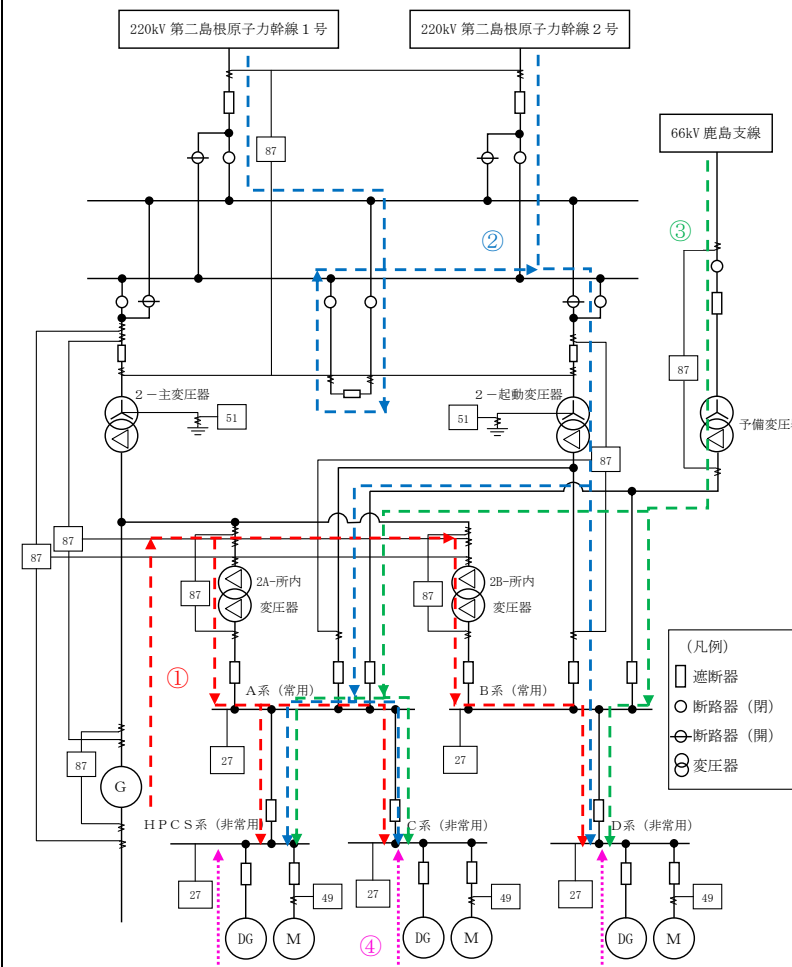 220kV 第二島根原子力幹線1号
220kV 第二島根原子力幹線2号
66kV 鹿島支線
87
②
③
87
2-主変圧器
51
2-起動変圧器
51
予備変圧
87
87
87
2A-所内
変圧器
87
2B-所内
変圧器
87
①
A系(常用)
B系(常用)
(凡例)
遮断器
断路器(閉)
断路器(開)
変圧器
27
27
87
G
HPCS系(非常用)
C系(非常用)
D系(非常用)
27
49
27
49
27
49
DG
M
④
DG
M
DG
M